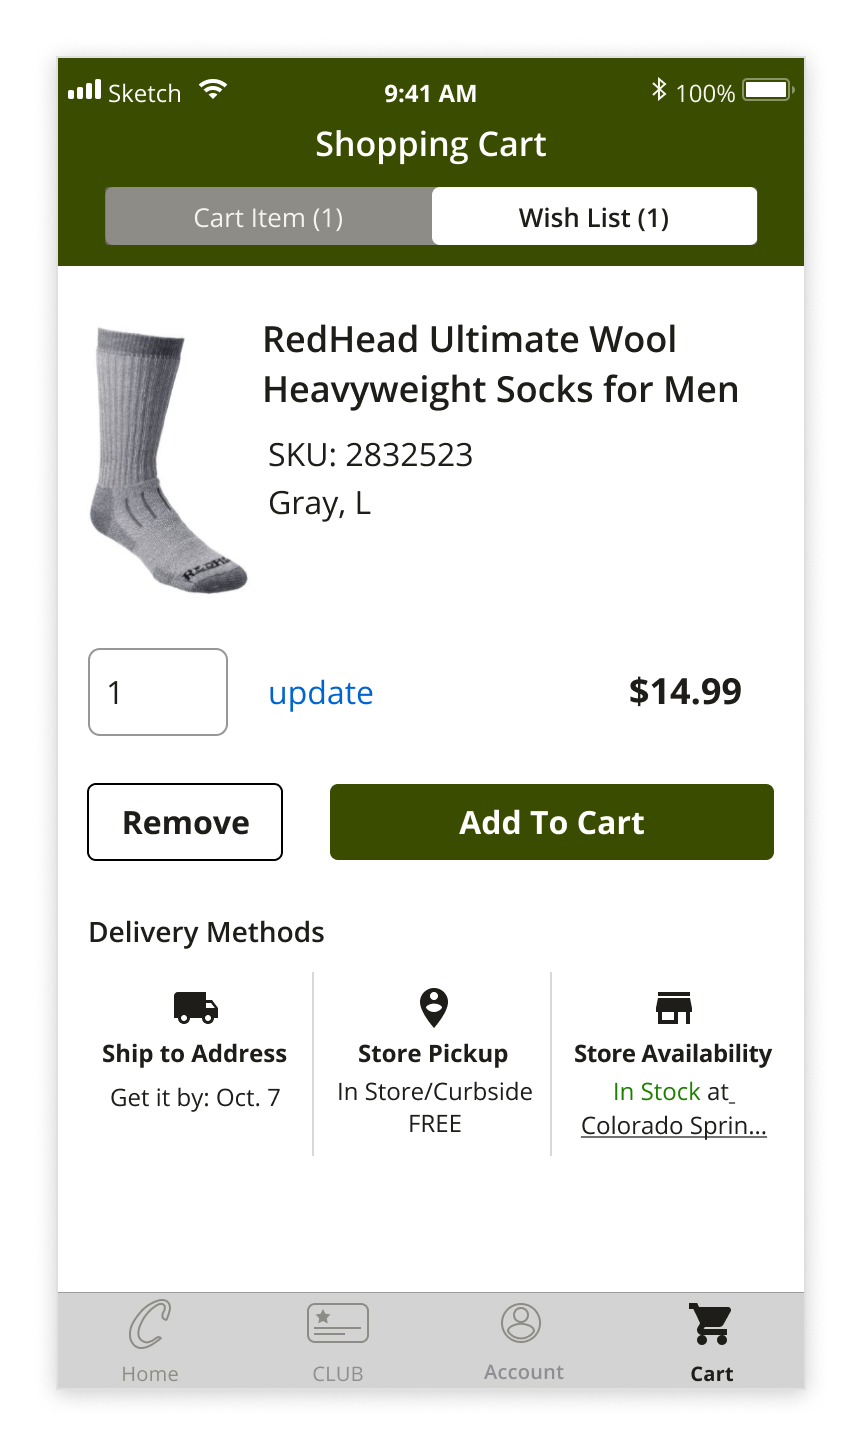 Sketch 9:41 AM 100%
Shopping Cart
Cart Item (1) Wish List (1)
RedHead Ultimate Wool
Heavyweight Socks for Men
SKU: 2832523
Gray, L
REDHE
1 update $14.99
Remove Add To Cart
Delivery Methods
Ship to Address
Get it by: Oct. 7
Store Pickup
In Store/Curbside
FREE
Store Availability
In Stock at
Colorado Sprin...
Home CLUB Account Cart